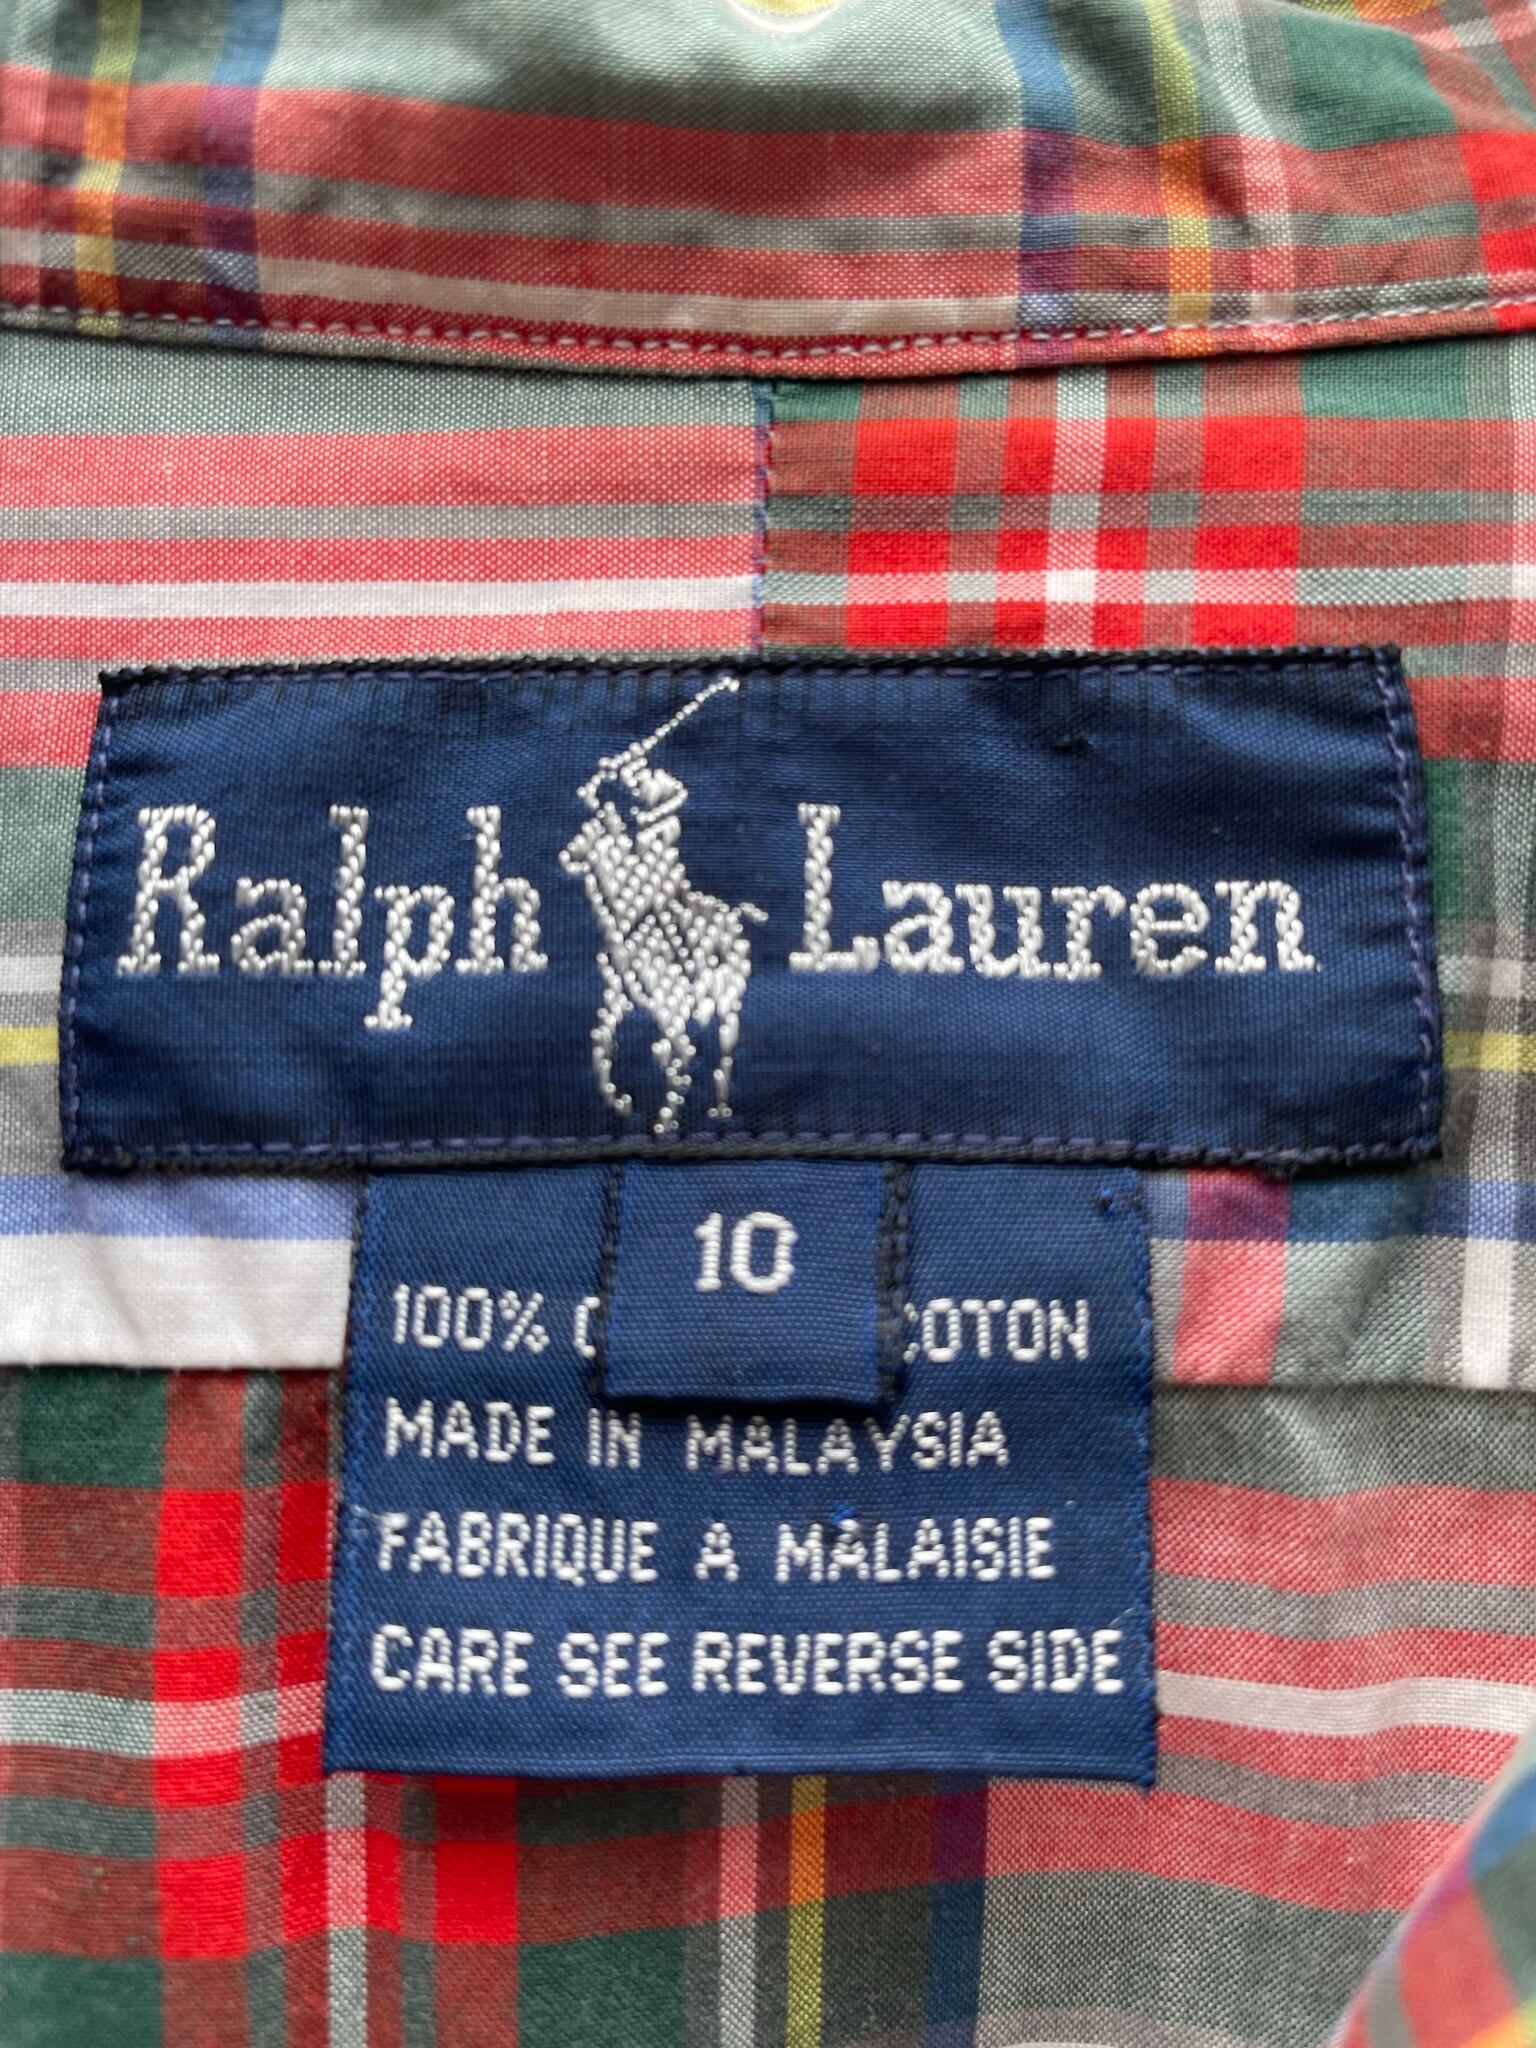 Ralph Lauren
10
100% COTON
MADE IN MALAYSIA
FABRIQUE A MALAISIE
CARE SEE REVERSE SIDE